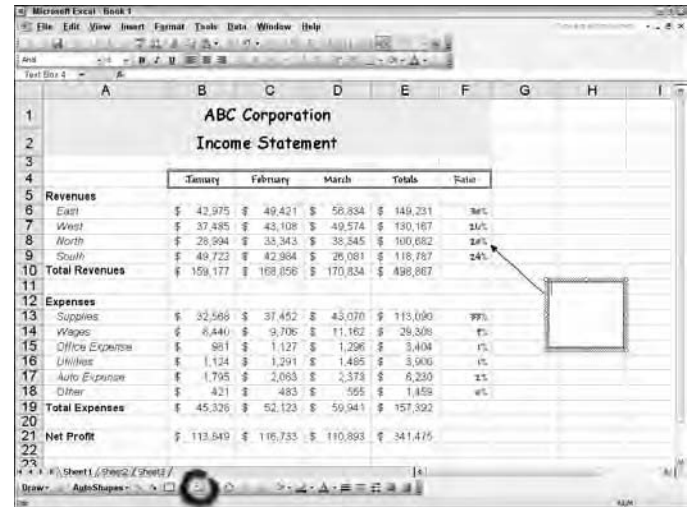 Microsoft Excel - Book 1
File Edit View Insert Format Tools Data Window Help
Arial
Text Box 4
A B C D E F G H I
1 ABC Corporation
2 Income Statement
3
4 January February March Totals Ratio
5 Revenues
6 East $ 42,975 $ 49,421 $ 56,834 $ 149,231 30%
7 West $ 37,485 $ 43,108 $ 49,574 $ 130,167 26%
8 North $ 28,994 $ 33,343 $ 38,345 $ 100,682 20%
9 South $ 49,723 $ 42,984 $ 26,081 $ 118,787 24%
10 Total Revenues $ 159,177 $ 168,856 $ 170,834 $ 498,867
11
12 Expenses
13 Supplies $ 32,568 $ 37,452 $ 43,070 $ 113,090
14 Wages $ 8,440 $ 9,706 $ 11,162 $ 29,308
15 Office Expense $ 981 $ 1,127 $ 1,296 $ 3,404
16 Utilities $ 1,124 $ 1,291 $ 1,485 $ 3,900 1%
17 Auto Expense $ 1,795 $ 2,063 $ 2,373 $ 6,230
18 Other $ 421 $ 483 $ 555 $ 1,459 0%
19 Total Expenses $ 45,328 $ 52,123 $ 59,941 $ 157,392
20
21 Net Profit $ 113,849 $ 116,733 $ 110,893 $ 341,475
22
23
Sheet1 Sheet2 Sheet3
Draw AutoShapes
NUM